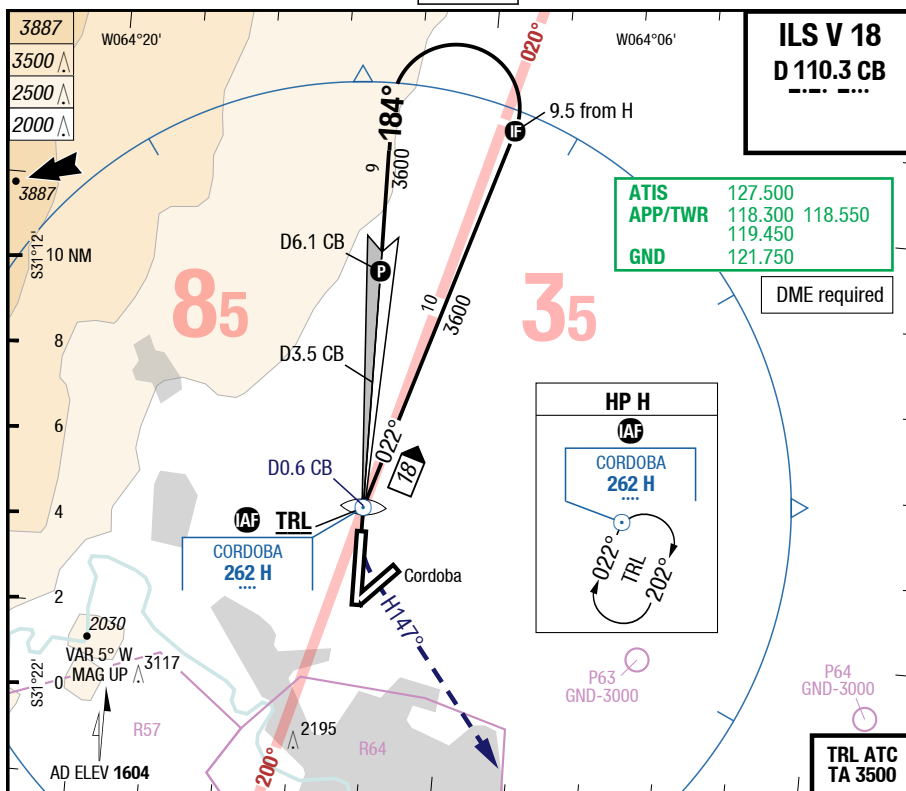 3887
3500
2500
2000
W064°20'
W064°06'
020°
ILS V 18
D 110.3 CB
184°
IF
9.5 from H
9
3600
3887
S31°12'
10 NM
ATIS 127.500
APP/TWR 118.300 118.550
119.450
GND 121.750
DME required
D6.1 CB
P
85
35
10
3600
8
D3.5 CB
6
HP H
IAF
CORDOBA
262 H
022°
18
D0.6 CB
4
IAF
TRL
CORDOBA
262 H
022°
TRL
202°
Cordoba
2
H147°
2030
VAR 5° W
MAG UP
3117
S31°22'
0
P63
GND-3000
P64
GND-3000
R57
2195
R64
200°
AD ELEV 1604
TRL ATC
TA 3500